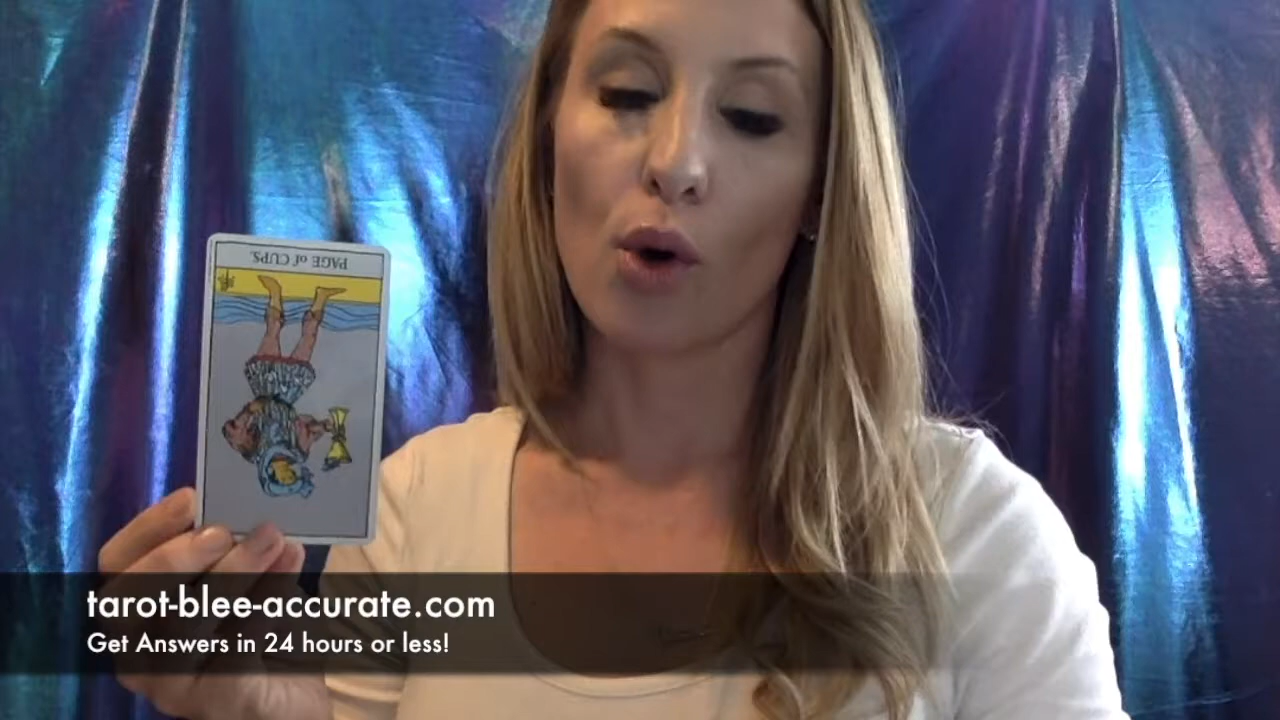 PAGE of CUPS.
tarot-blee-accurate.com
Get Answers in 24 hours or less!